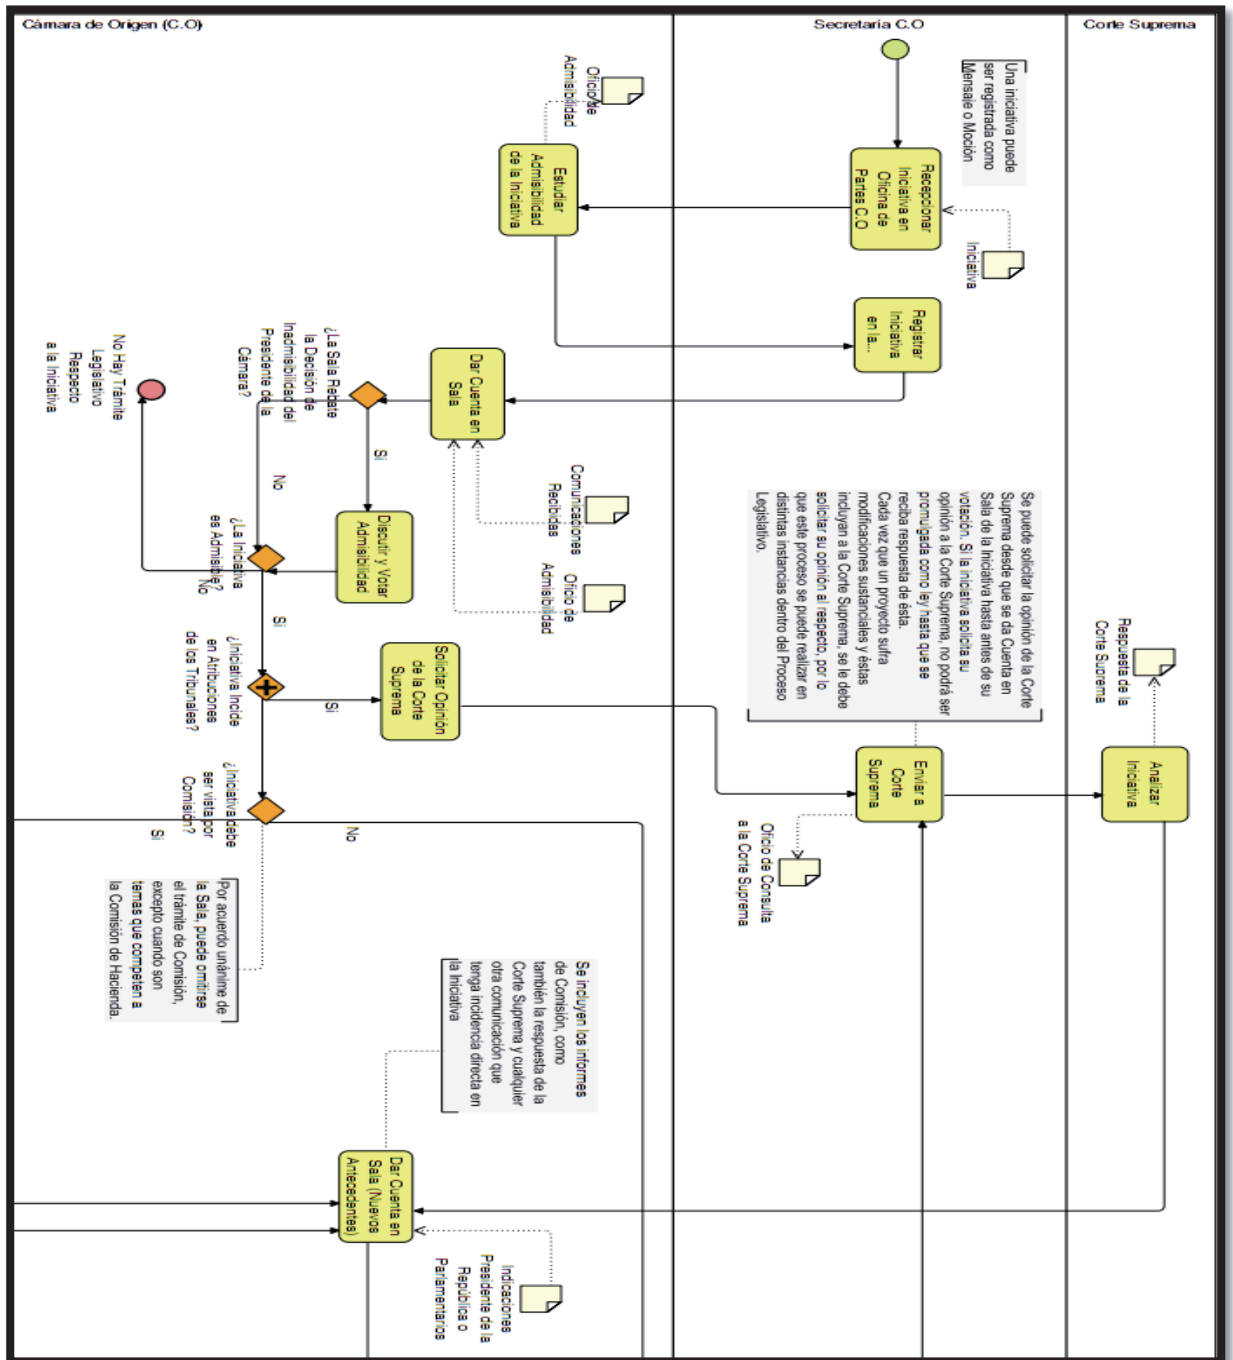 Cámara de Origen (C.O)
Secretaria C.O
Corte Suprema
Una iniciativa puede
ser registrada como
Mensaje o Moción
Iniciativa
Recepcionar
Iniciativa en
Oficina de
Partes C.O
Oficio de
Admisibilidad
Estudiar
Admisibilidad
de la Iniciativa
Registrar
Iniciativa
en la...
Dar Cuenta en
Sala
Comunicaciones
Recibidas
Oficio de
Admisibilidad
¿La Sala Rebate
la Decisión de
Inadmisibilidad del
Presidente de la
Cámara?
Si
No
Discutir y Votar
Admisibilidad
¿La Iniciativa
es Admisible?
No
Si
No Hay Trámite
Legislativo
Respecto
a la Iniciativa
¿Iniciativa Incide
en Atribuciones
de los Tribunales?
Si
Solicitar Opinión
de la Corte
Suprema
Se puede solicitar la opinión de la Corte
Suprema desde que se da Cuenta en
Sala de la Iniciativa hasta antes de su
votación. Si la iniciativa solicita su
opinión a la Corte Suprema, no podrá ser
promulgada como ley hasta que se
reciba respuesta de ésta.
Cada vez que un proyecto sufra
modificaciones sustanciales y éstas
incluyan a la Corte Suprema, se le debe
solicitar su opinión al respecto, por lo
que este proceso se puede realizar en
distintas instancias dentro del Proceso
Legislativo.
Enviar a
Corte
Suprema
Oficio de Consulta
a la Corte Suprema
Respuesta de la
Corte Suprema
Analizar
Iniciativa
¿Iniciativa debe
ser vista por
Comisión?
No
Si
Por acuerdo unánime de
la Sala, puede omitirse
el trámite de Comisión,
excepto cuando son
temas que competen a
la Comisión de Hacienda.
Se incluyen los informes
de Comisión, como
también la respuesta de la
Corte Suprema y cualquier
otra comunicación que
tenga incidencia directa en
la Iniciativa
Dar Cuenta en
Sala (Nuevos
Antecedentes)
Indicaciones
Presidente de la
República o
Parlamentarios